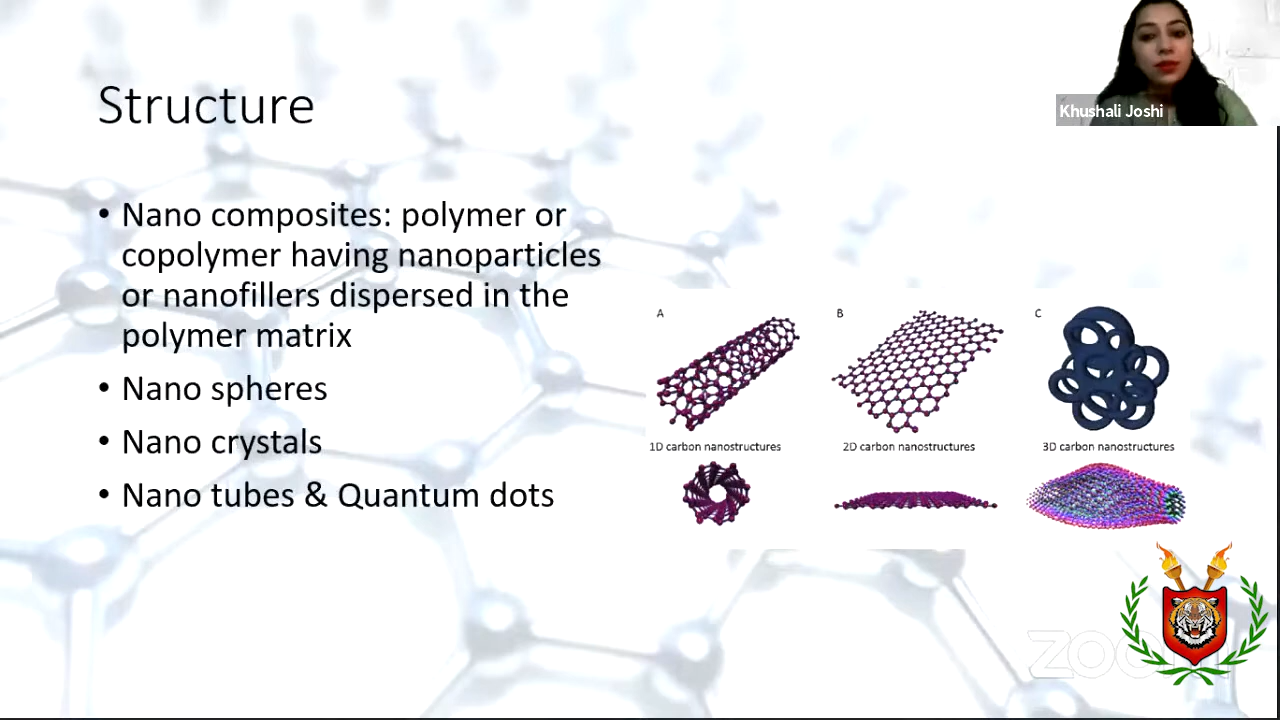 Khushali Joshi
Structure
• Nano composites: polymer or
copolymer having nanoparticles
or nanofillers dispersed in the
polymer matrix
• Nano spheres
• Nano crystals
• Nano tubes & Quantum dots
A B C
1D carbon nanostructures 2D carbon nanostructures 3D carbon nanostructures
zoom